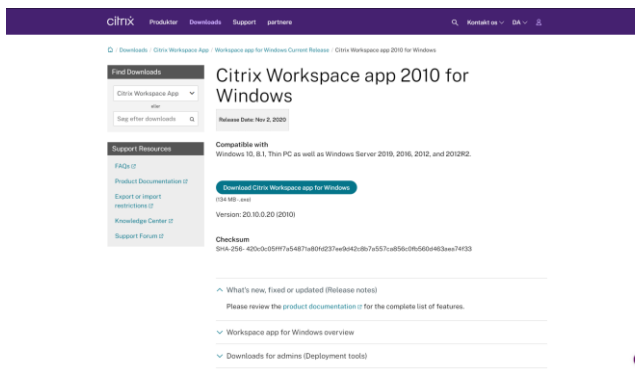 citrix Produkter Downloads Support partnere Kontakt os DA
/ Downloads / Citrix Workspace App / Workspace app for Windows Current Release / Citrix Workspace app 2010 for Windows
Find Downloads
Citrix Workspace App
eller
Søg efter downloads
Support Resources
FAQs
Product Documentation
Export or import
restrictions
Knowledge Center
Support Forum
Citrix Workspace app 2010 for
Windows
Release Date: Nov 2, 2020
Compatible with
Windows 10, 8.1, Thin PC as well as Windows Server 2019, 2016, 2012, and 2012R2.
Download Citrix Workspace app for Windows
(134 MB - .exe)
Version: 20.10.0.20 (2010)
Checksum
What's new, fixed or updated (Release notes)
Please review the product documentation for the complete list of features.
Workspace app for Windows overview
Downloads for admins (Deployment tools)